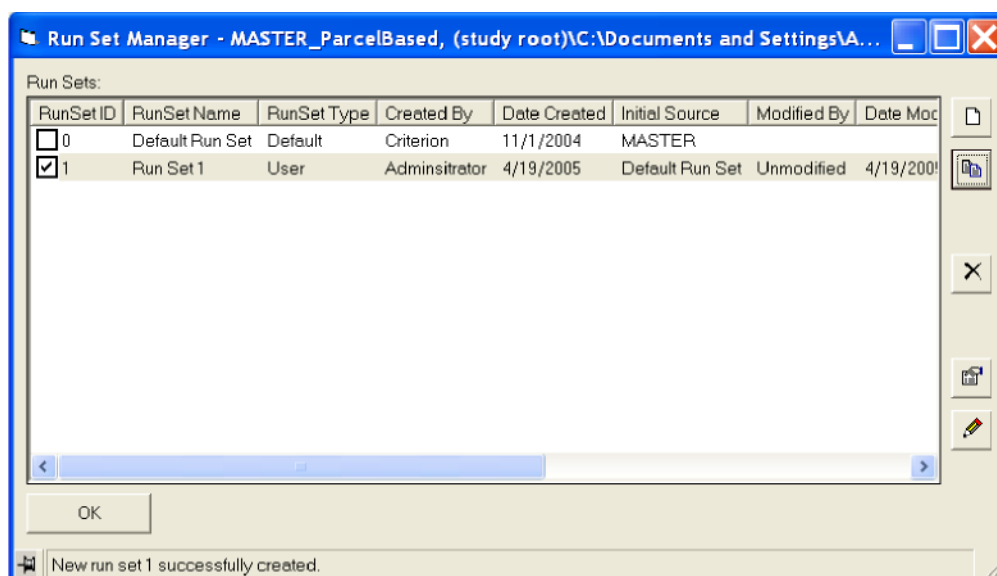 Run Set Manager - MASTER_ParcelBased, (study root)\C:\Documents and Settings\A...
Run Sets:
RunSet ID RunSet Name RunSet Type Created By Date Created Initial Source Modified By Date Mod
0 Default Run Set Default Criterion 11/1/2004 MASTER
1 Run Set 1 User Adminsitrator 4/19/2005 Default Run Set Unmodified 4/19/2005
OK
New run set 1 successfully created.